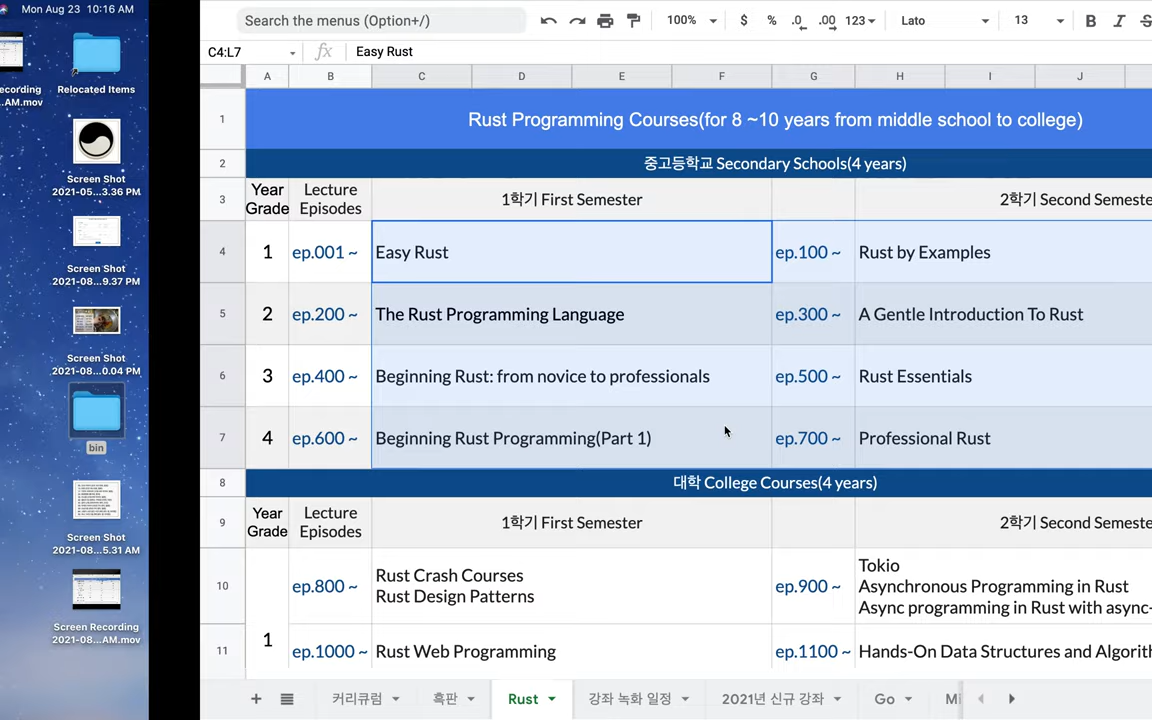 Mon Aug 23 10:16 AM
ecording
...AM.mov
Relocated Items
Screen Shot
2021-05...3.36 PM
Screen Shot
2021-08...9.37 PM
Screen Shot
2021-08...0.04 PM
bin
Screen Shot
2021-08...5.31 AM
Screen Recording
2021-08...AM.mov
Search the menus (Option+/)
100%
$ % .0 .00 123
Lato
13
B I S
C4:L7
fx
Easy Rust
A B C D E F G H I J
1
Rust Programming Courses(for 8 ~10 years from middle school to college)
2
중고등학교 Secondary Schools(4 years)
3
Year
Grade
Lecture
Episodes
1학기 First Semester
2학기 Second Semeste
4
1 ep.001 ~ Easy Rust ep.100 ~ Rust by Examples
5
2 ep.200 ~ The Rust Programming Language ep.300 ~ A Gentle Introduction To Rust
6
3 ep.400 ~ Beginning Rust: from novice to professionals ep.500 ~ Rust Essentials
7
4 ep.600 ~ Beginning Rust Programming(Part 1) ep.700 ~ Professional Rust
8
대학 College Courses(4 years)
9
Year
Grade
Lecture
Episodes
1학기 First Semester
2학기 Second Semeste
10
ep.800 ~
Rust Crash Courses
Rust Design Patterns
ep.900 ~
Tokio
Asynchronous Programming in Rust
Async programming in Rust with async-
1
11
ep.1000 ~ Rust Web Programming ep.1100 ~ Hands-On Data Structures and Algorith
+ 커리큘럼 흑판 Rust 강좌 녹화 일정 2021년 신규 강좌 Go Mi